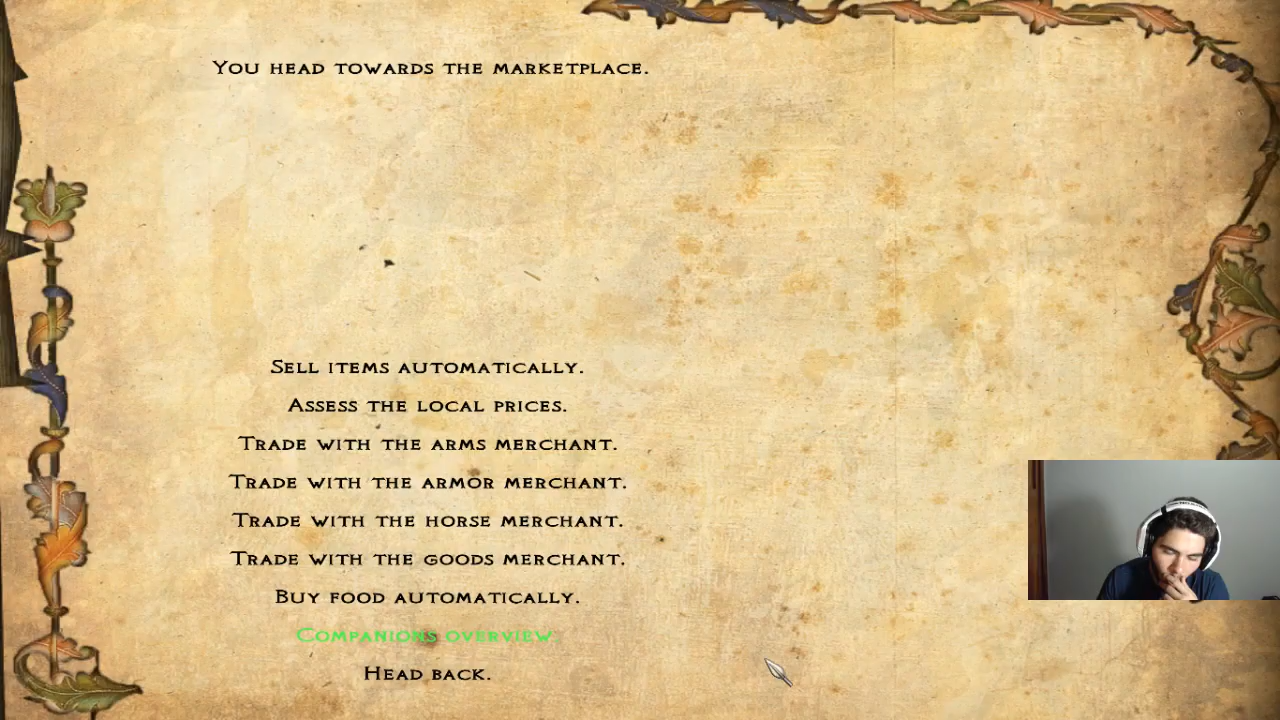 You head towards the marketplace.
Sell items automatically.
Assess the local prices.
Trade with the arms merchant.
Trade with the armor merchant.
Trade with the horse merchant.
Trade with the goods merchant.
Buy food automatically.
Companions overview.
Head back.